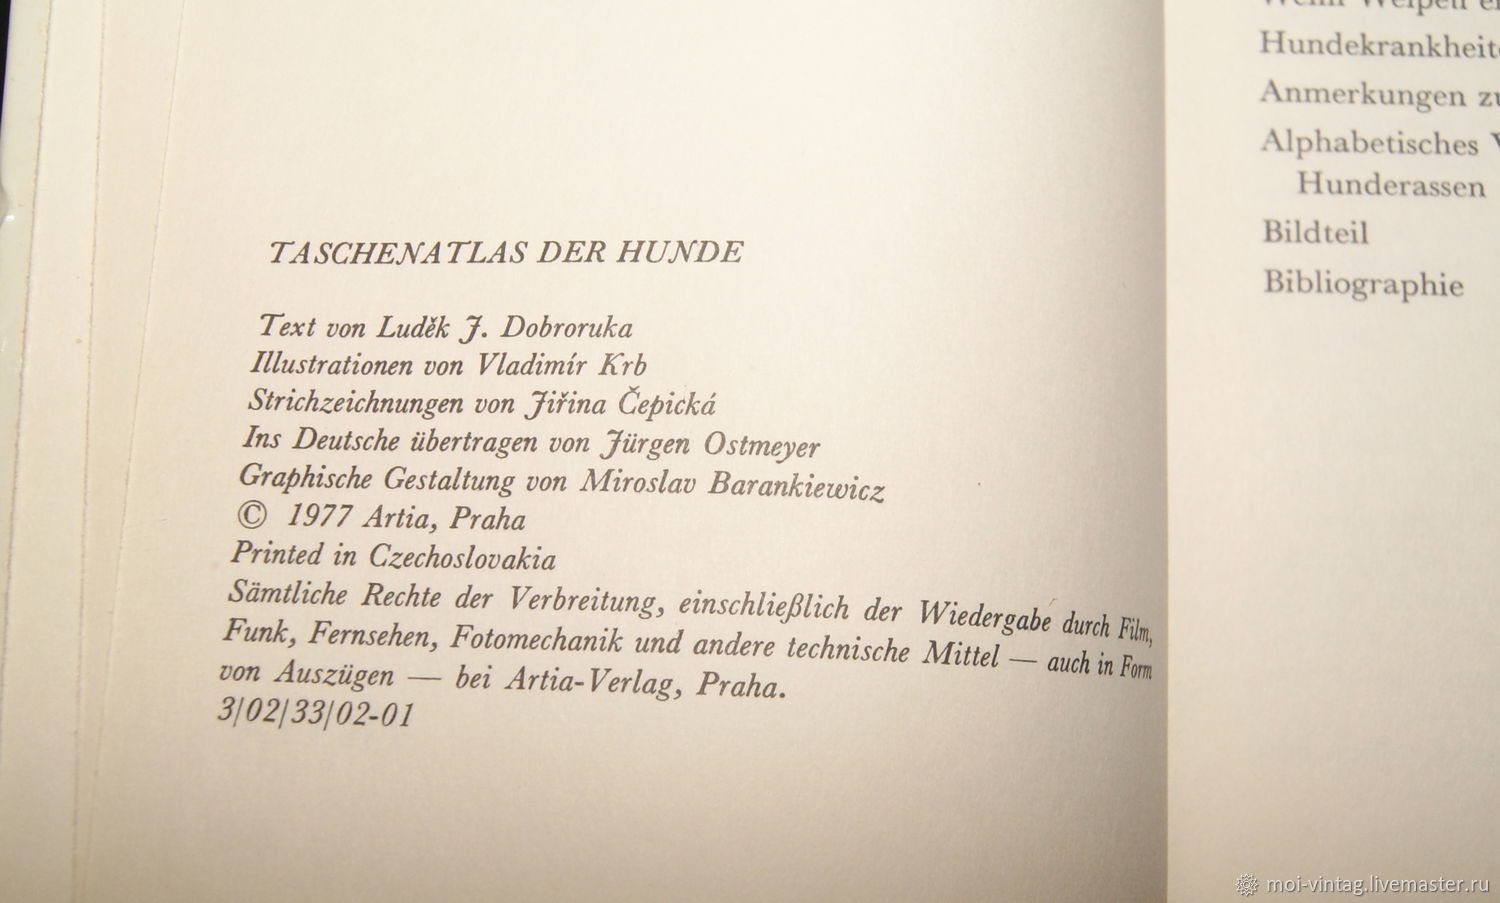 TASCHENATLAS DER HUNDE
Text von Luděk J. Dobroruka
Illustrationen von Vladimír Krb
Strichzeichnungen von Jiřina Čepická
Ins Deutsche übertragen von Jürgen Ostmeyer
Graphische Gestaltung von Miroslav Barankiewicz
© 1977 Artia, Praha
Printed in Czechoslovakia
Sämtliche Rechte der Verbreitung, einschließlich der Wiedergabe durch Film,
Funk, Fernsehen, Fotomechanik und andere technische Mittel — auch in Form
von Auszügen — bei Artia-Verlag, Praha.
3/02/33/02-01
Wenn Welpen
Hundekrankheite
Anmerkungen zu
Alphabetisches
Hunderassen
Bildteil
Bibliographie
moi-vintag.livemaster.ru